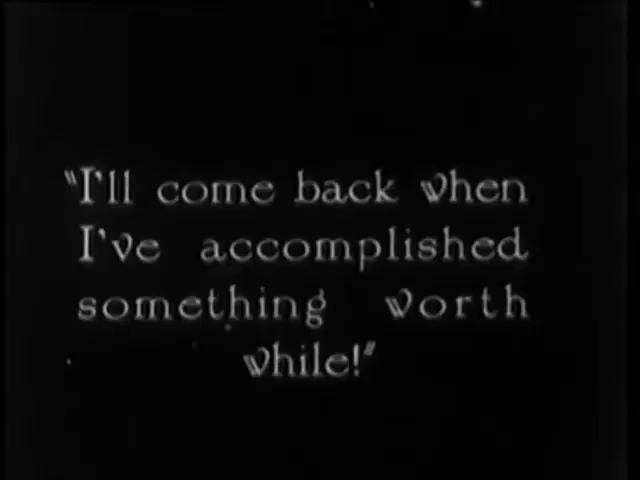 "I'll come back when
I've accomplished
something worth
while!"